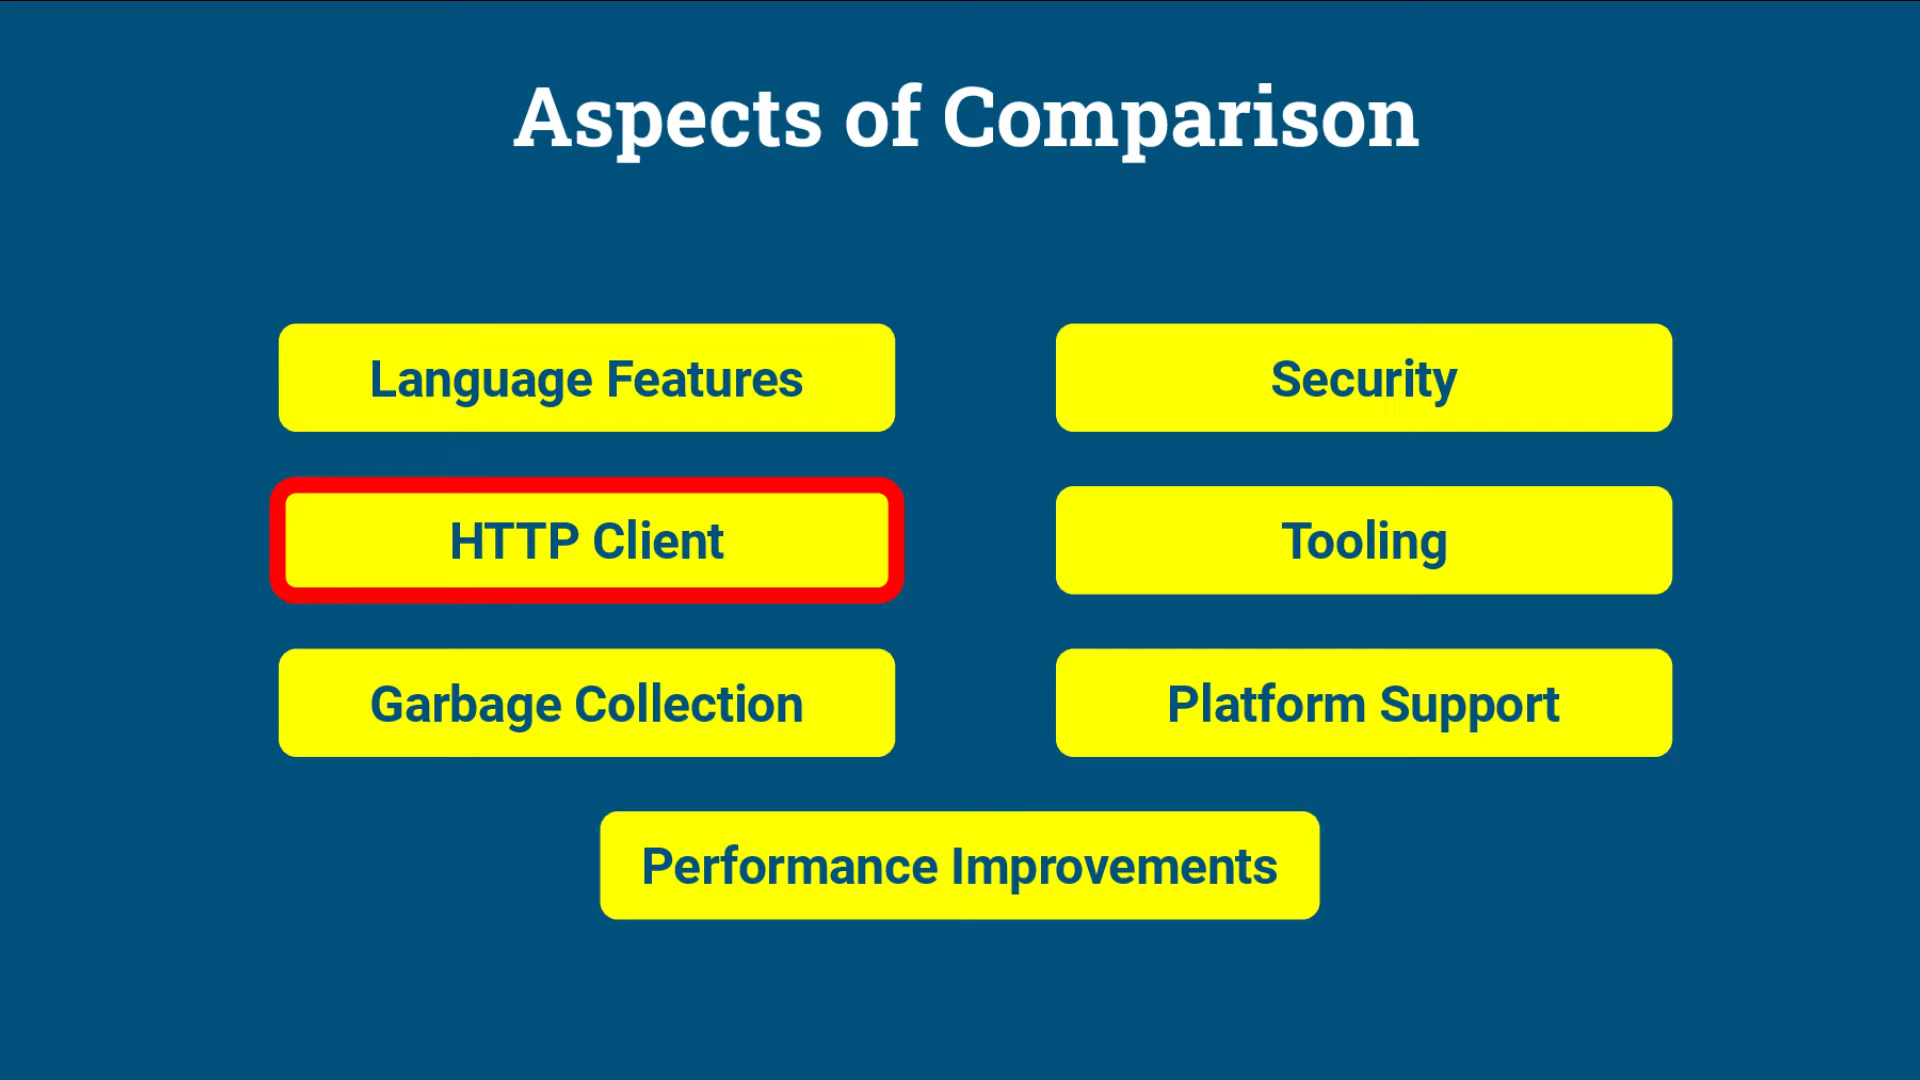 Aspects of Comparison
Language Features
Security
HTTP Client
Tooling
Garbage Collection
Platform Support
Performance Improvements